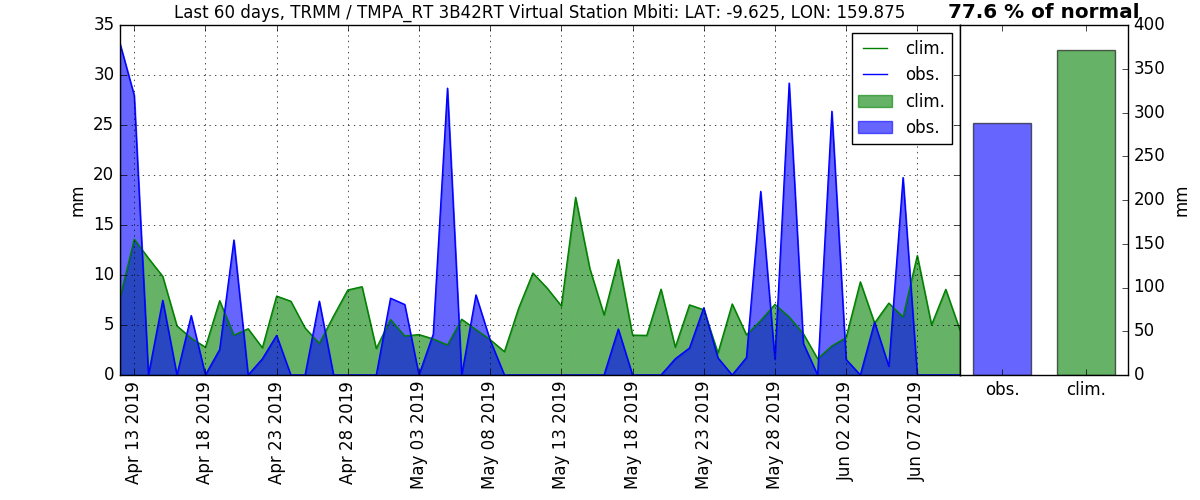 Last 60 days, TRMM / TMPA_RT 3B42RT Virtual Station Mbiti: LAT: -9.625, LON: 159.875
77.6 % of normal
35
30
25
20
15
10
5
0
mm
clim.
obs.
clim.
obs.
400
350
300
250
200
150
100
50
0
mm
Apr 13 2019
Apr 18 2019
Apr 23 2019
Apr 28 2019
May 03 2019
May 08 2019
May 13 2019
May 18 2019
May 23 2019
May 28 2019
Jun 02 2019
Jun 07 2019
obs.
clim.